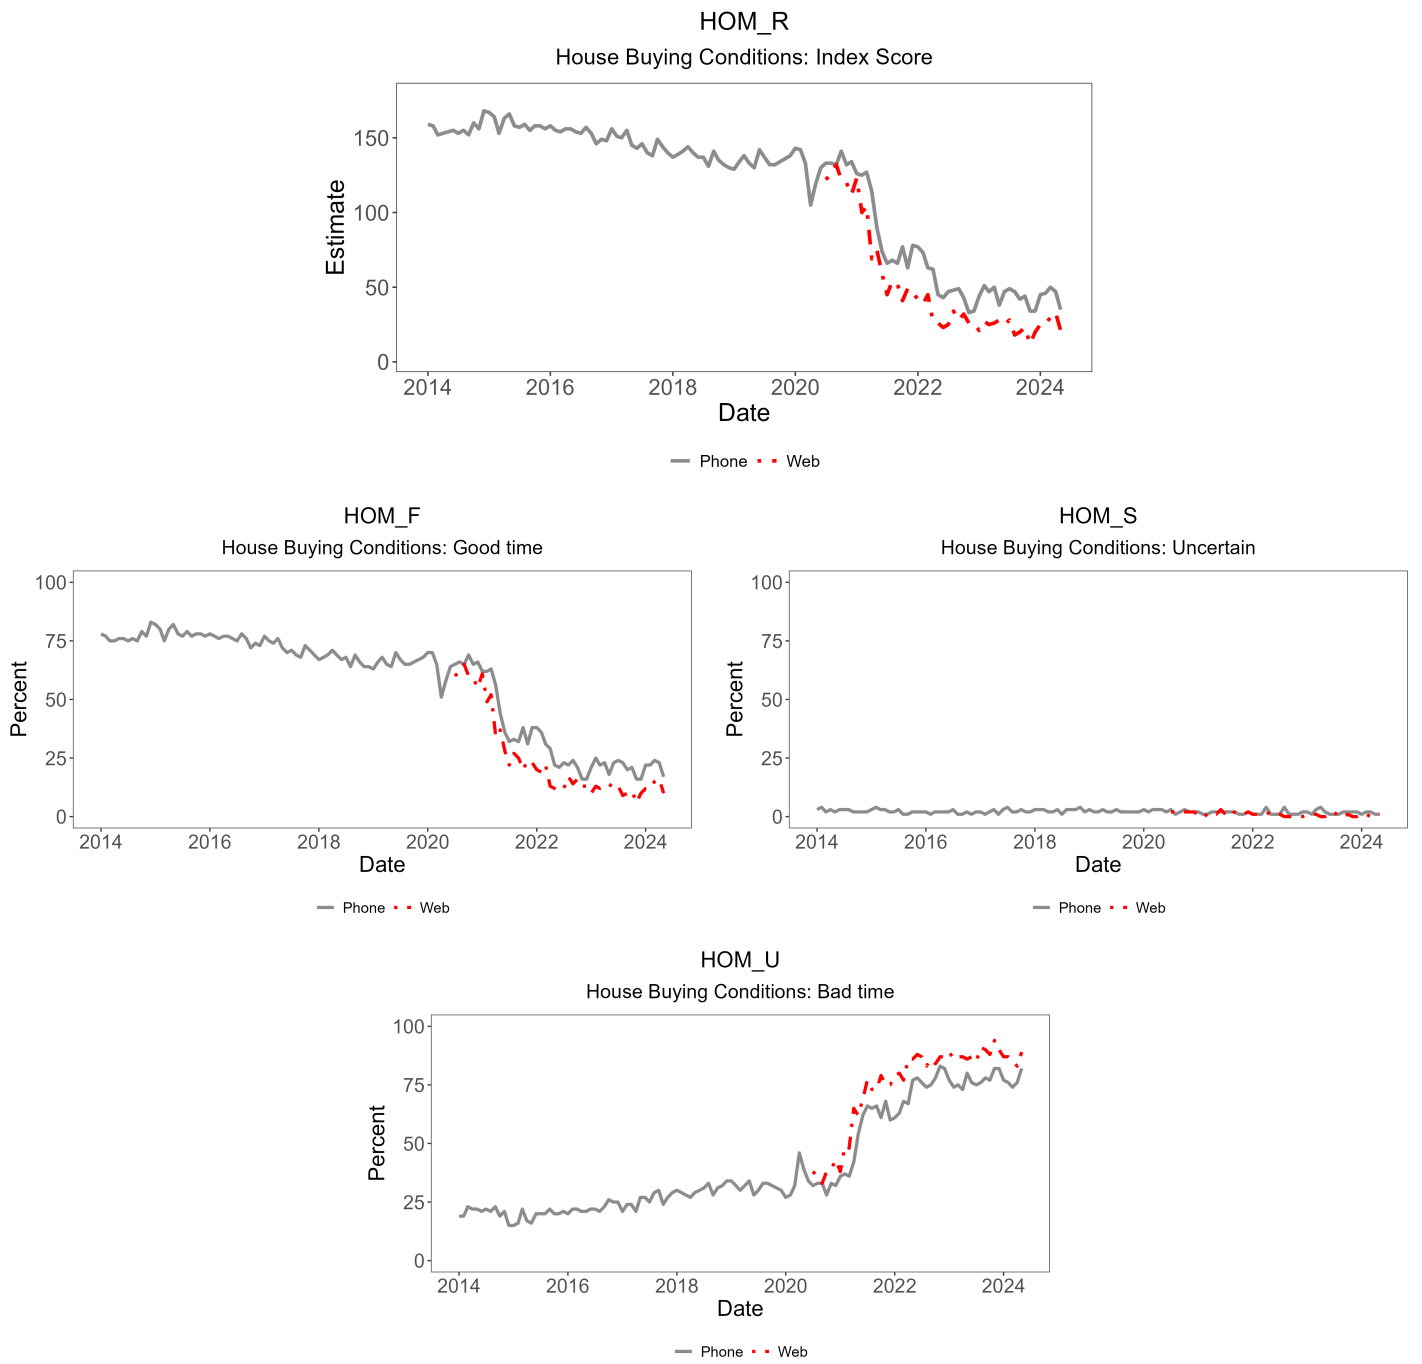 HOM_R
House Buying Conditions: Index Score
Estimate
150
100
50
0
2014 2016 2018 2020 2022 2024
Date
Phone Web
HOM_F
House Buying Conditions: Good time
Percent
100
75
50
25
0
2014 2016 2018 2020 2022 2024
Date
Phone Web
HOM_S
House Buying Conditions: Uncertain
Percent
100
75
50
25
0
2014 2016 2018 2020 2022 2024
Date
Phone Web
HOM_U
House Buying Conditions: Bad time
Percent
100
75
50
25
0
2014 2016 2018 2020 2022 2024
Date
Phone Web